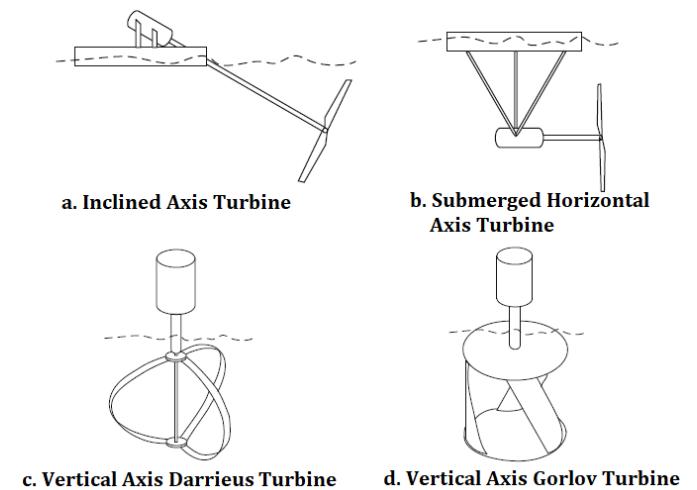 a. Inclined Axis Turbine
b. Submerged Horizontal
Axis Turbine
c. Vertical Axis Darrieus Turbine
d. Vertical Axis Gorlov Turbine